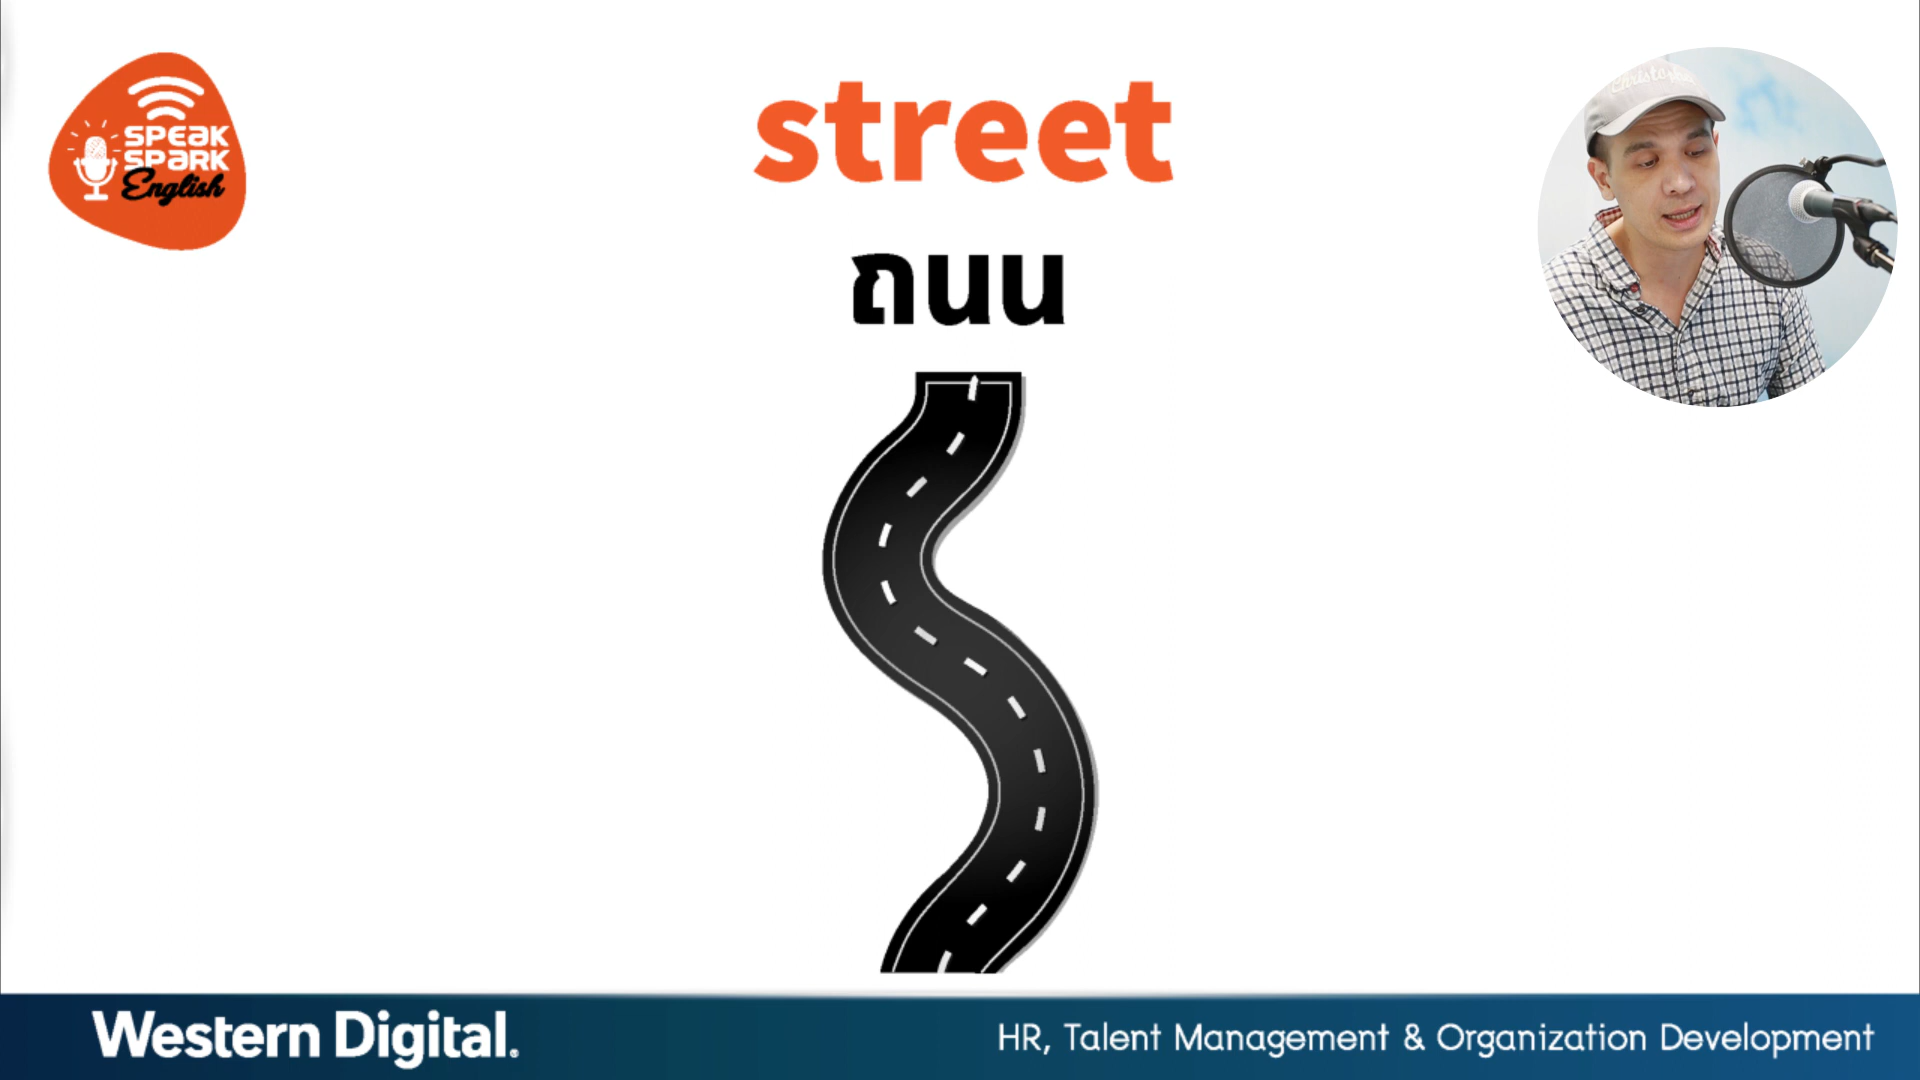 SPEAK
SPARK
English
street
ถนน
Western Digital.
HR, Talent Management & Organization Development